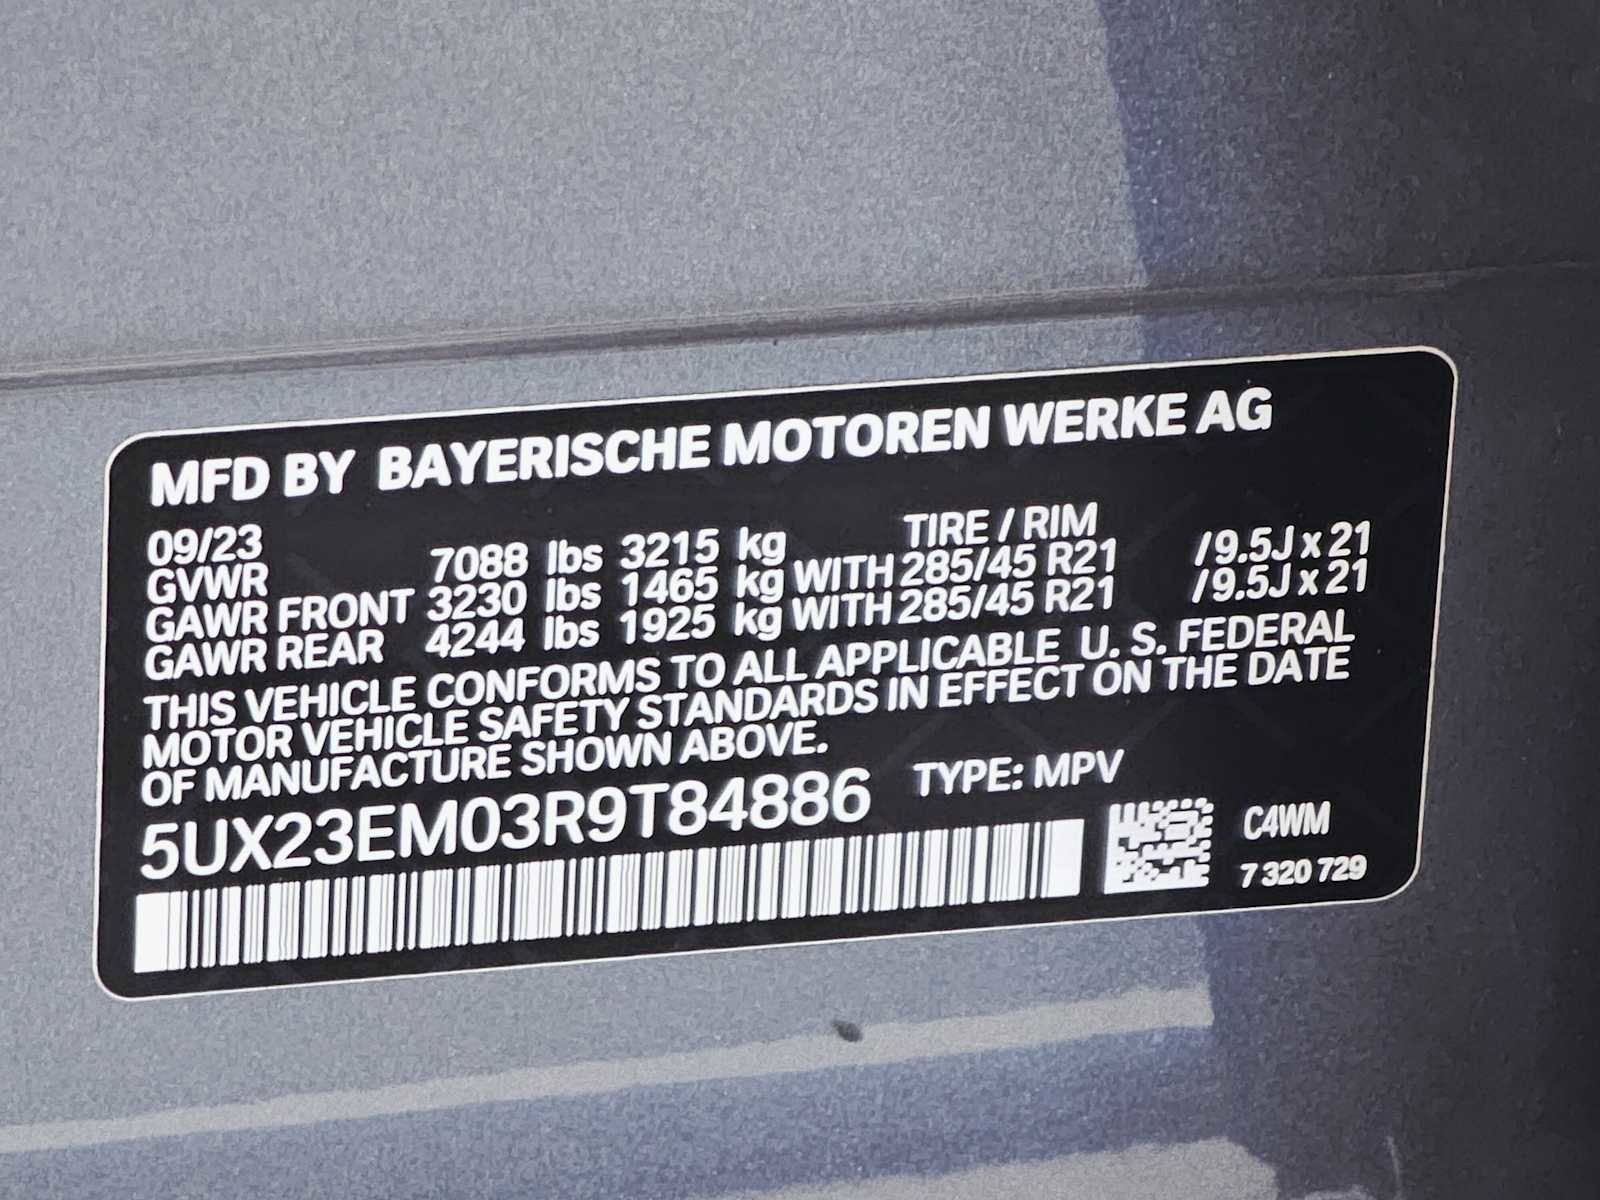 MFD BY BAYERISCHE MOTOREN WERKE AG
09/23 TIRE / RIM
GVWR 7088 lbs 3215 kg
GAWR FRONT 3230 lbs 1465 kg WITH 285/45 R21 /9.5J x 21
GAWR REAR 4244 lbs 1925 kg WITH 285/45 R21 /9.5J x 21
THIS VEHICLE CONFORMS TO ALL APPLICABLE U. S. FEDERAL
MOTOR VEHICLE SAFETY STANDARDS IN EFFECT ON THE DATE
OF MANUFACTURE SHOWN ABOVE.
5UX23EM03R9T84886 TYPE: MPV
C4WM
7 320 729